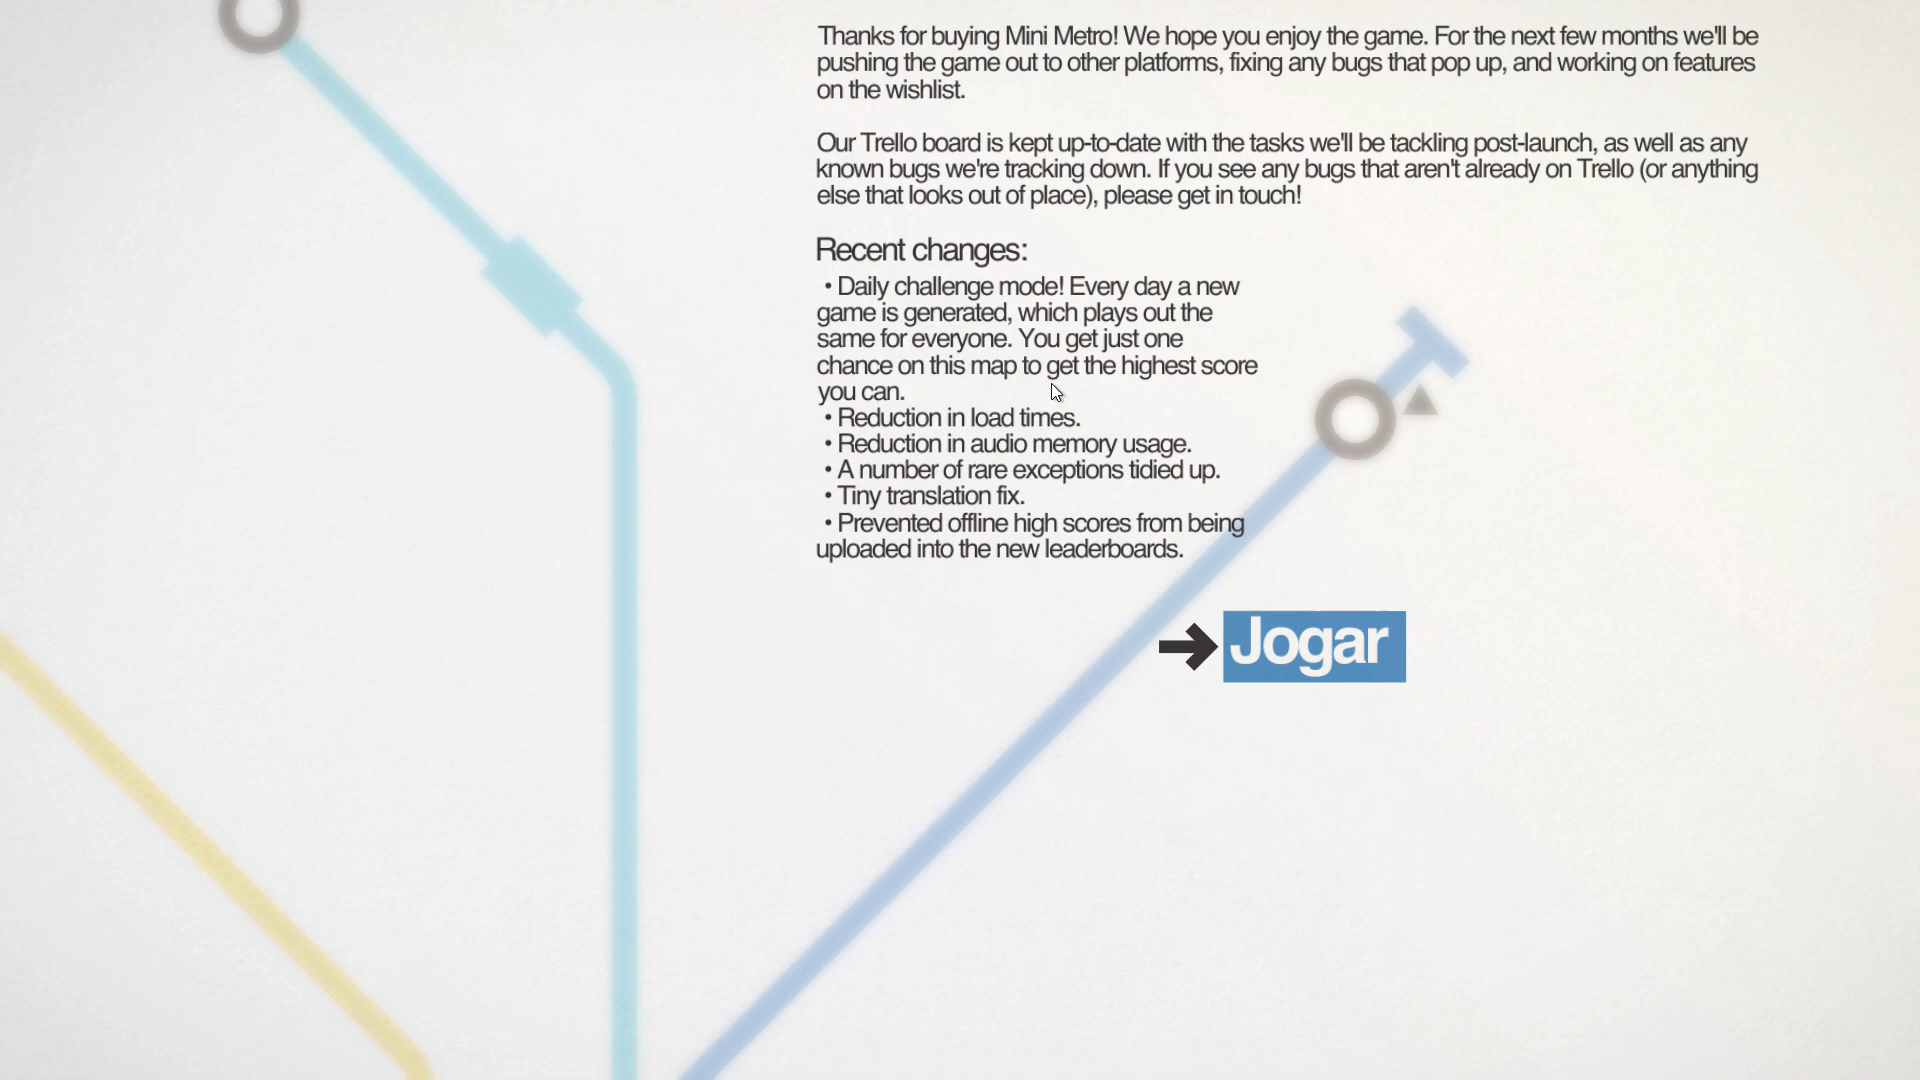 Thanks for buying Mini Metro! We hope you enjoy the game. For the next few months we'll be
pushing the game out to other platforms, fixing any bugs that pop up, and working on features
on the wishlist.
Our Trello board is kept up-to-date with the tasks we'll be tackling post-launch, as well as any
known bugs we're tracking down. If you see any bugs that aren't already on Trello (or anything
else that looks out of place), please get in touch!
Recent changes:
• Daily challenge mode! Every day a new
game is generated, which plays out the
same for everyone. You get just one
chance on this map to get the highest score
you can.
• Reduction in load times.
• Reduction in audio memory usage.
• A number of rare exceptions tidied up.
• Tiny translation fix.
• Prevented offline high scores from being
uploaded into the new leaderboards.
Jogar